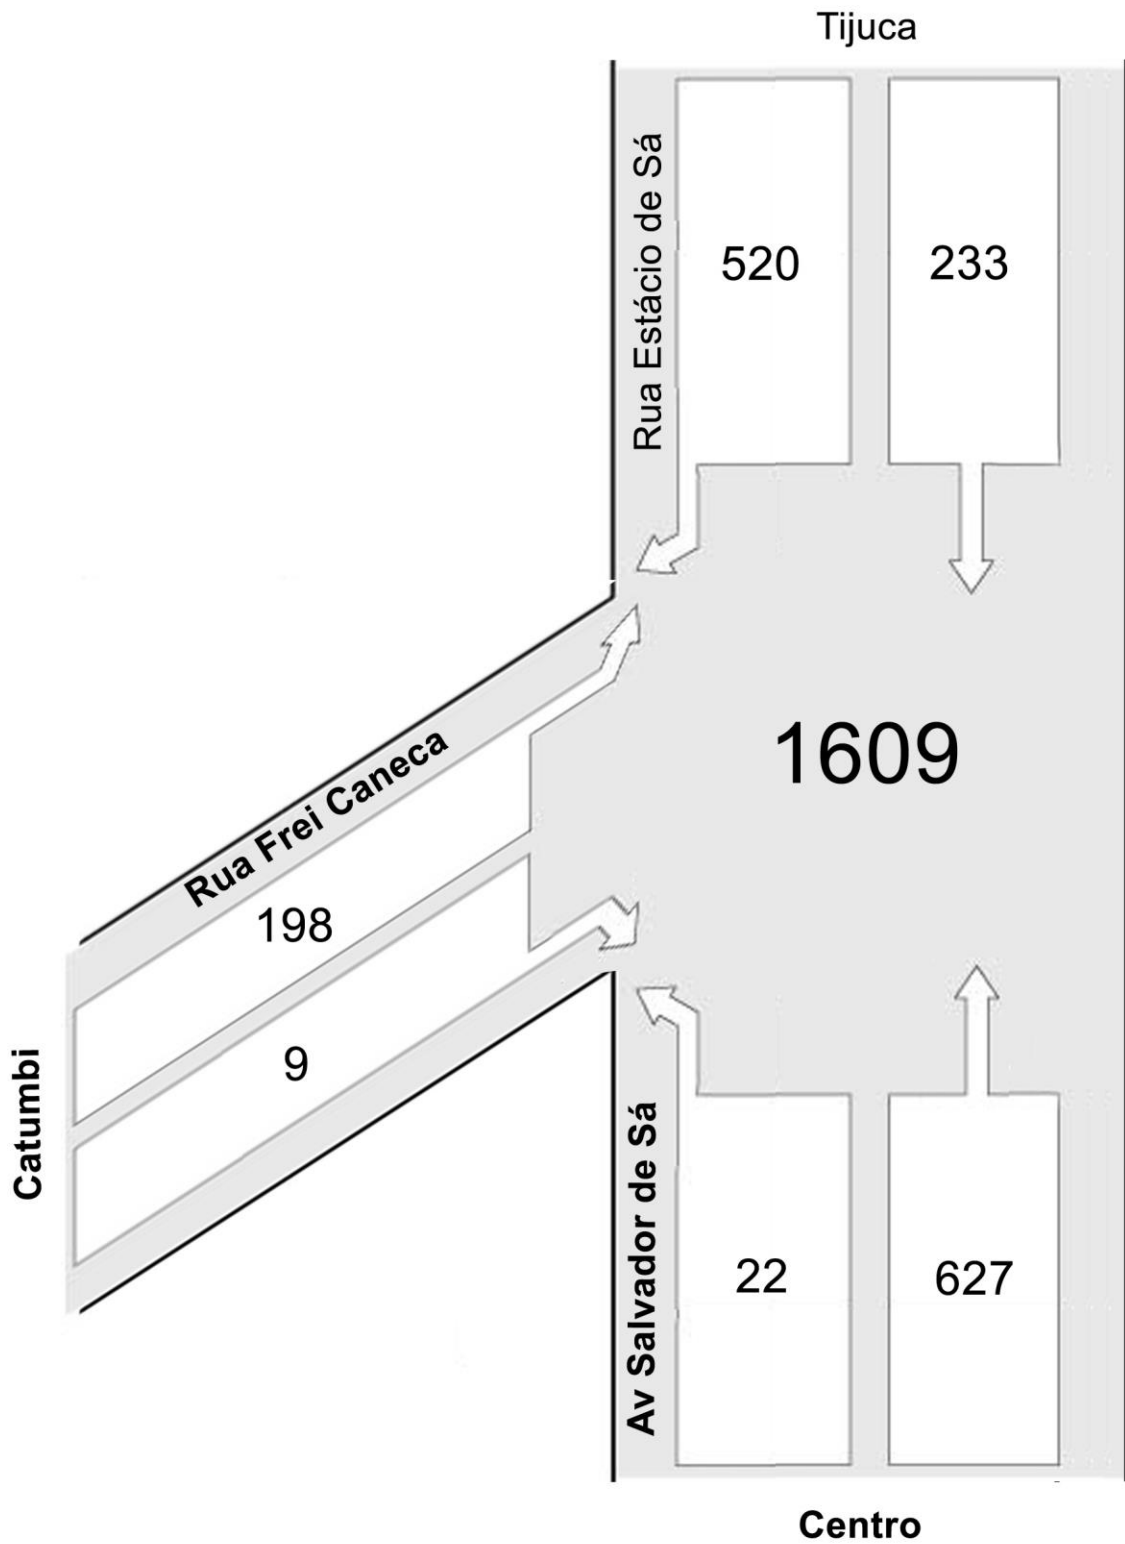 Tijuca
Rua Estácio de Sá
520
233
1609
Rua Frei Caneca
198
9
Catumbi
Av Salvador de Sá
22
627
Centro